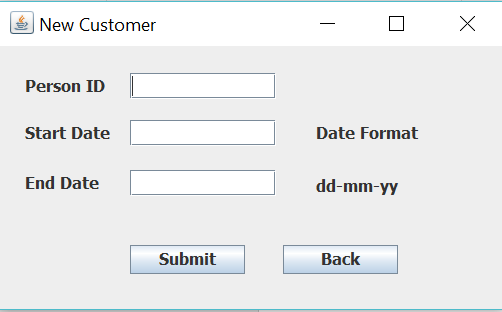 New Customer
Person ID
Start Date
Date Format
End Date
dd-mm-yy
Submit
Back